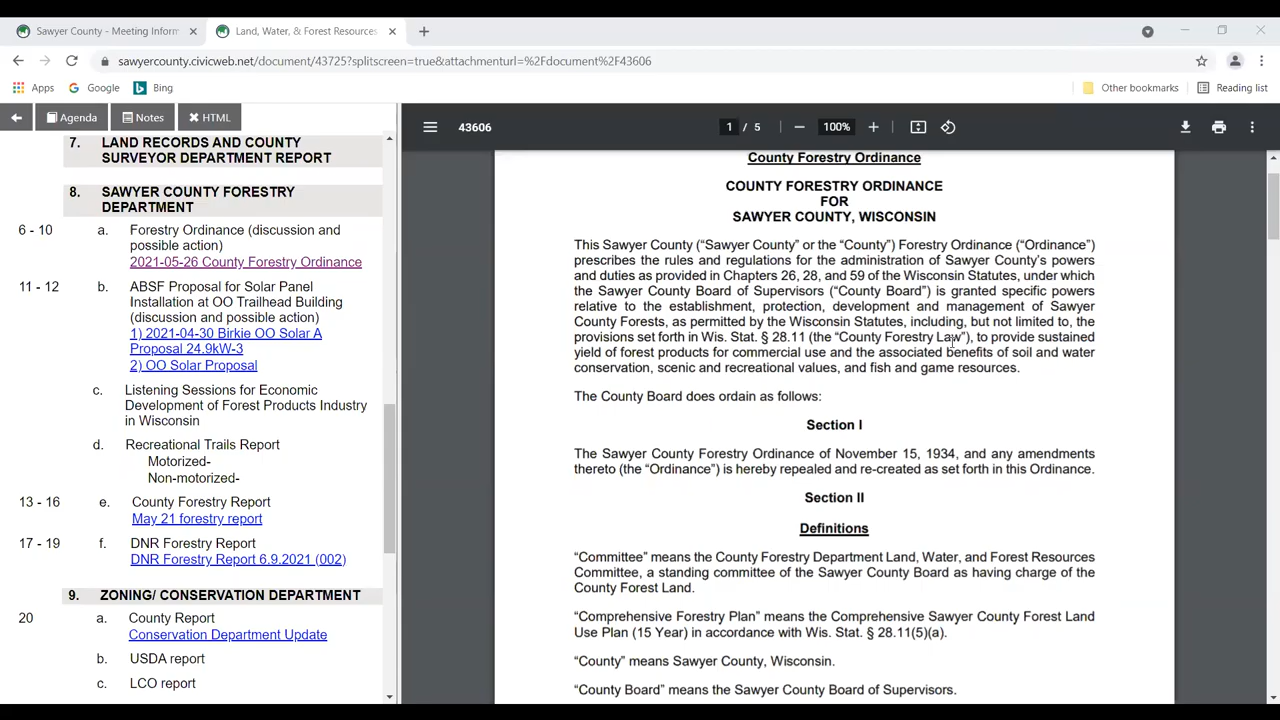 Sawyer County - Meeting Inform
Land, Water, & Forest Resources
sawyercounty.civicweb.net/document/43725?splitscreen=true&attachmenturl=%2Fdocument%2F43606
Apps
Google
Bing
Other bookmarks
Reading list
Agenda
Notes
HTML
7. LAND RECORDS AND COUNTY
SURVEYOR DEPARTMENT REPORT
8. SAWYER COUNTY FORESTRY
DEPARTMENT
6 - 10 a. Forestry Ordinance (discussion and
possible action)
2021-05-26 County Forestry Ordinance
11 - 12 b. ABSF Proposal for Solar Panel
Installation at OO Trailhead Building
(discussion and possible action)
1) 2021-04-30 Birkie OO Solar A
Proposal 24.9kW-3
2) OO Solar Proposal
c. Listening Sessions for Economic
Development of Forest Products Industry
in Wisconsin
d. Recreational Trails Report
Motorized-
Non-motorized-
13 - 16 e. County Forestry Report
May 21 forestry report
17 - 19 f. DNR Forestry Report
DNR Forestry Report 6.9.2021 (002)
9. ZONING/ CONSERVATION DEPARTMENT
20 a. County Report
Conservation Department Update
b. USDA report
c. LCO report
43606
1 / 5
100%
County Forestry Ordinance
COUNTY FORESTRY ORDINANCE
FOR
SAWYER COUNTY, WISCONSIN
This Sawyer County (“Sawyer County” or the “County”) Forestry Ordinance (“Ordinance”)
prescribes the rules and regulations for the administration of Sawyer County’s powers
and duties as provided in Chapters 26, 28, and 59 of the Wisconsin Statutes, under which
the Sawyer County Board of Supervisors (“County Board”) is granted specific powers
relative to the establishment, protection, development and management of Sawyer
County Forests, as permitted by the Wisconsin Statutes, including, but not limited to, the
provisions set forth in Wis. Stat. § 28.11 (the “County Forestry Law”), to provide sustained
yield of forest products for commercial use and the associated benefits of soil and water
conservation, scenic and recreational values, and fish and game resources.
The County Board does ordain as follows:
Section I
The Sawyer County Forestry Ordinance of November 15, 1934, and any amendments
thereto (the “Ordinance”) is hereby repealed and re-created as set forth in this Ordinance.
Section II
Definitions
“Committee” means the County Forestry Department Land, Water, and Forest Resources
Committee, a standing committee of the Sawyer County Board as having charge of the
County Forest Land.
“Comprehensive Forestry Plan” means the Comprehensive Sawyer County Forest Land
Use Plan (15 Year) in accordance with Wis. Stat. § 28.11(5)(a).
“County” means Sawyer County, Wisconsin.
“County Board” means the Sawyer County Board of Supervisors.